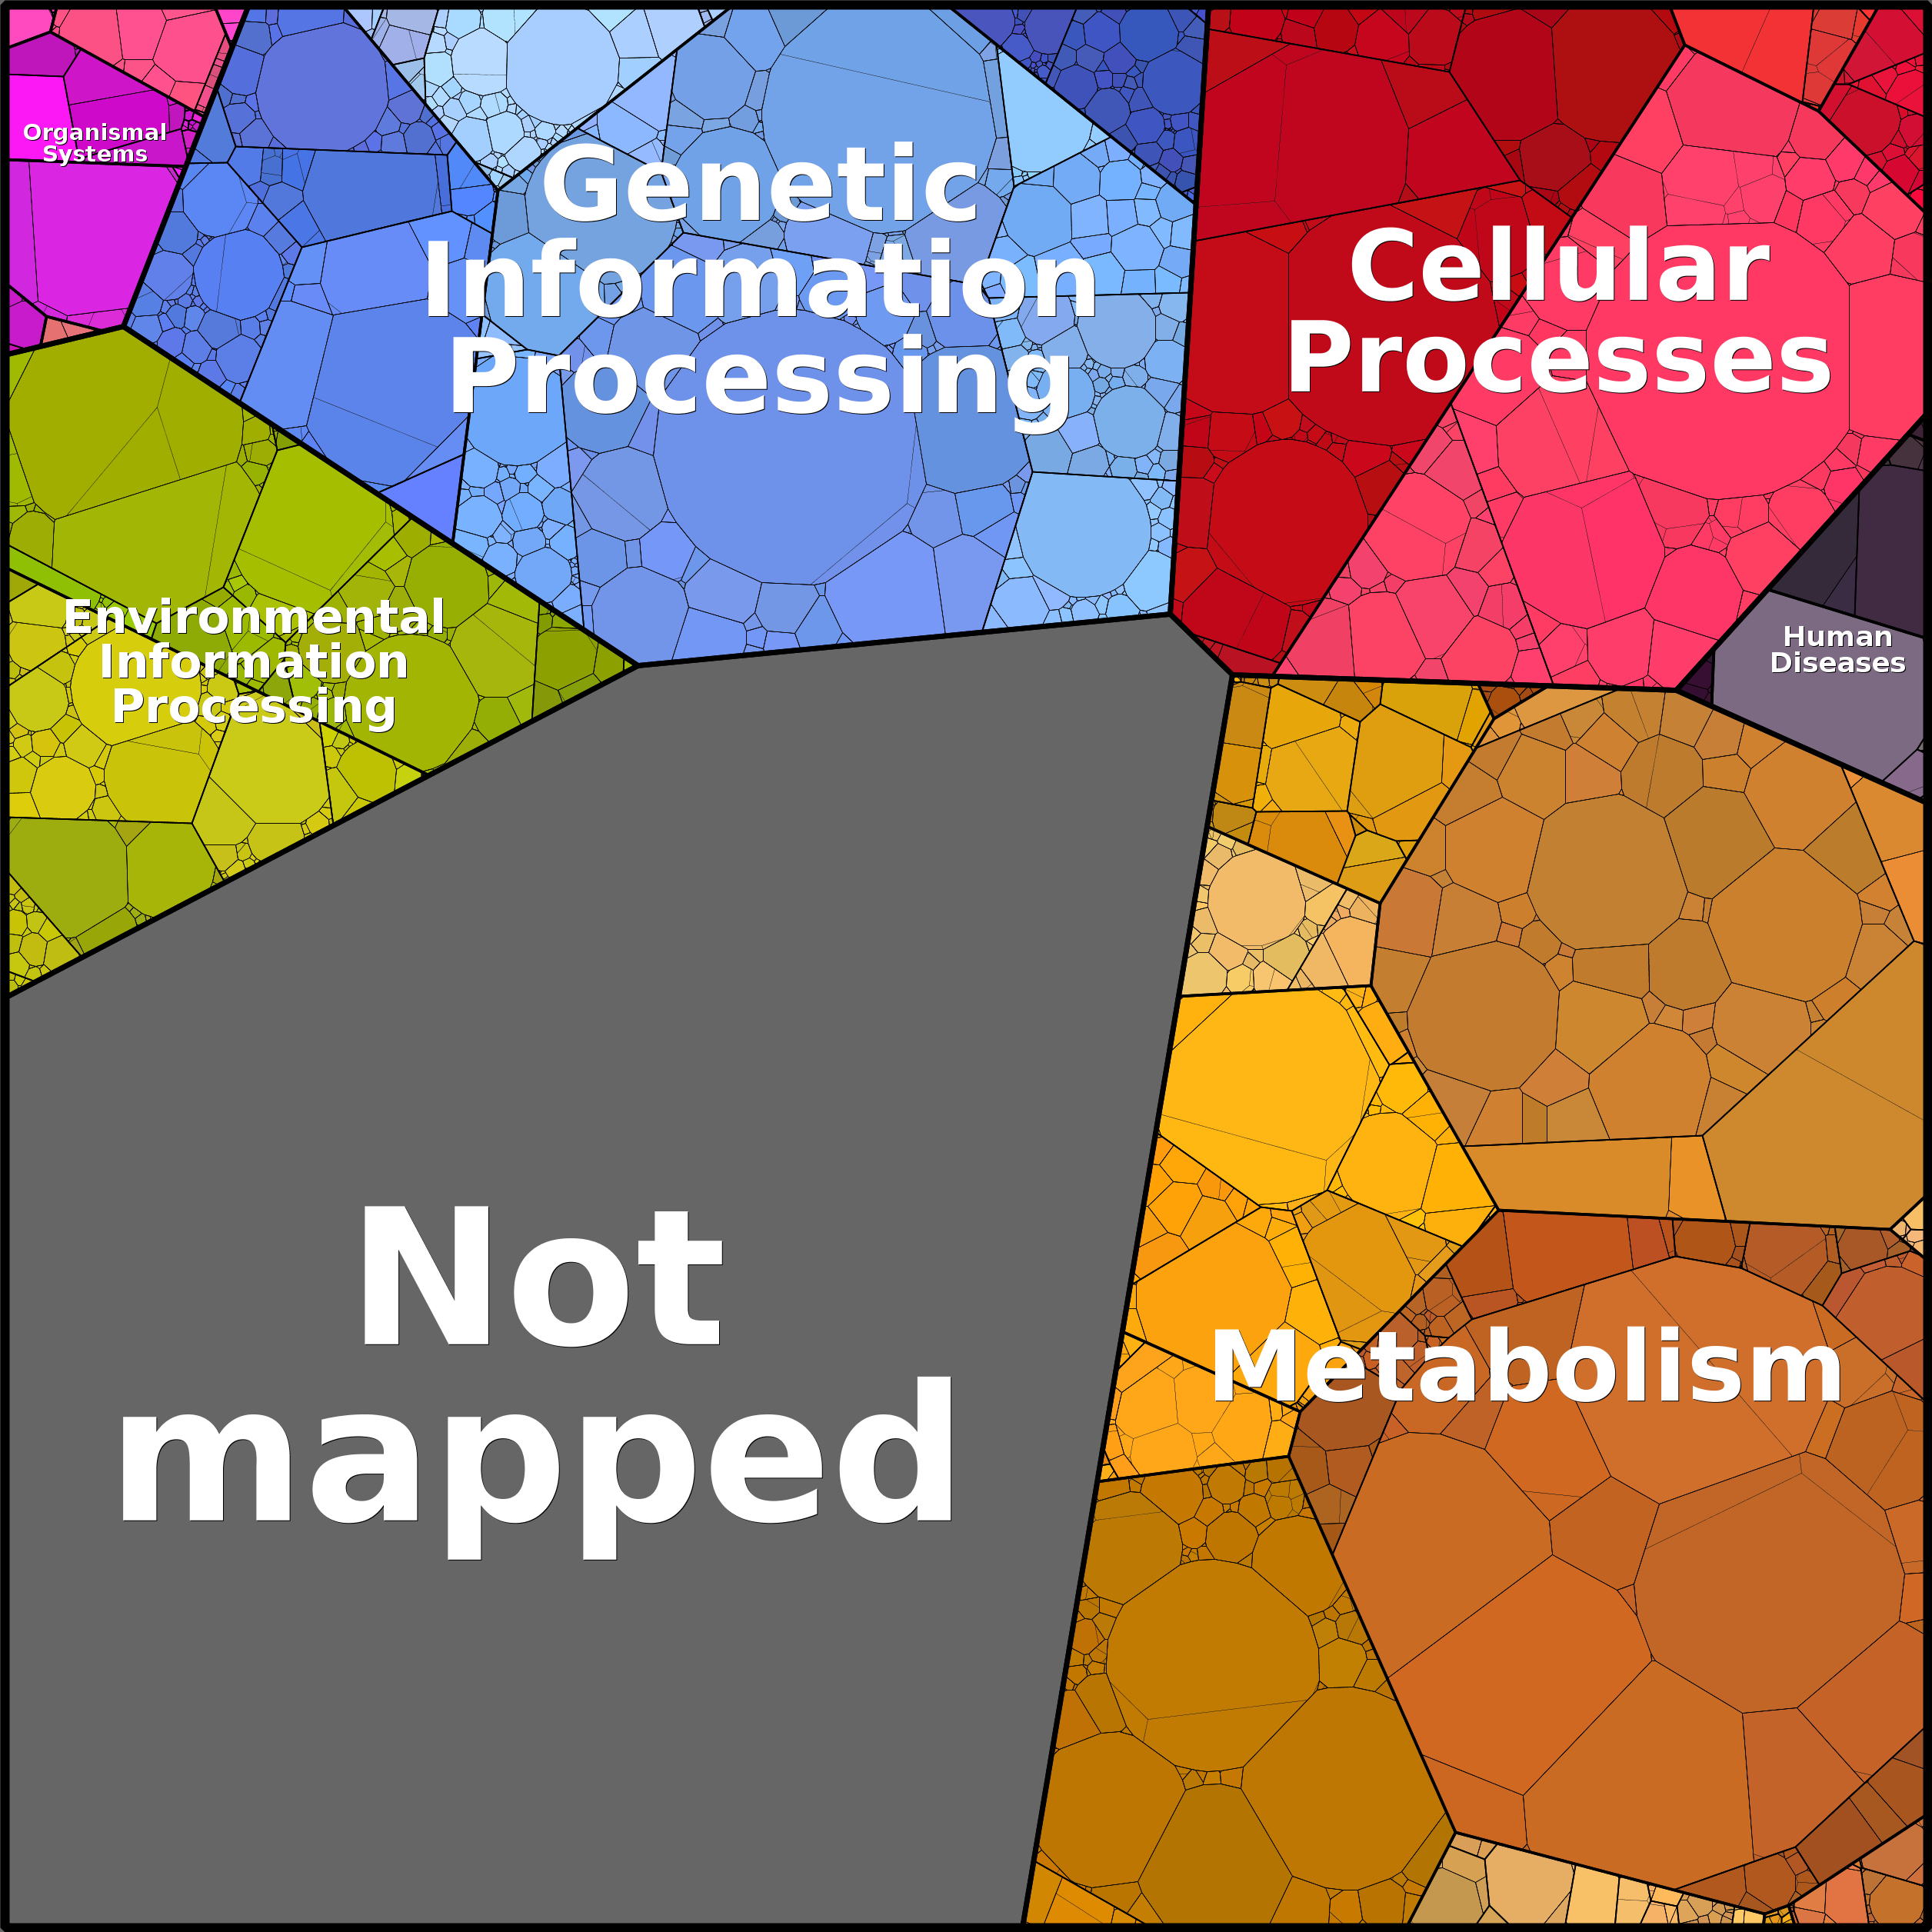 Organismal
Systems
Genetic
Information
Processing
Cellular
Processes
Environmental
Information
Processing
Human
Diseases
Not
mapped
Metabolism